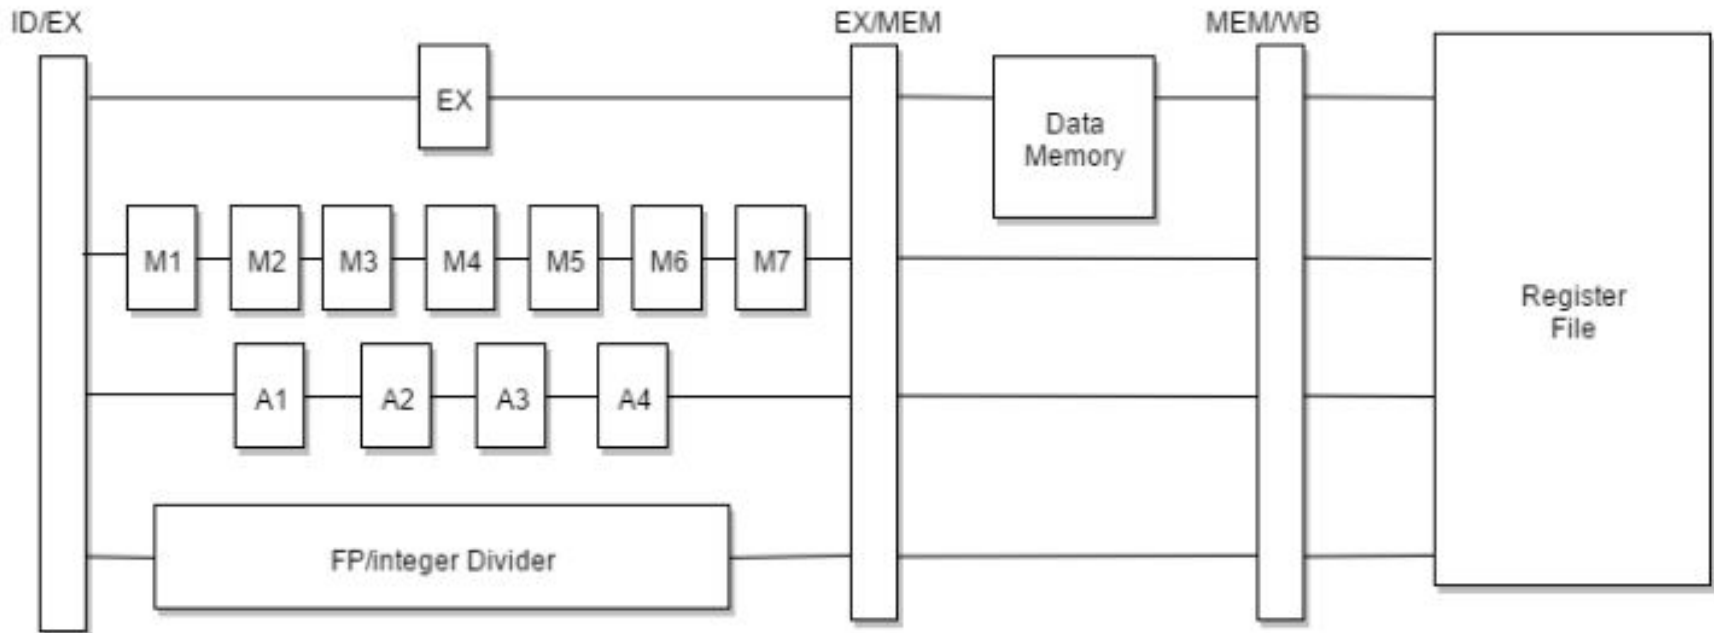 ID/EX
EX/MEM
MEM/WB
EX
Data
Memory
M1
M2
M3
M4
M5
M6
M7
Register
File
A1
A2
A3
A4
FP/integer Divider